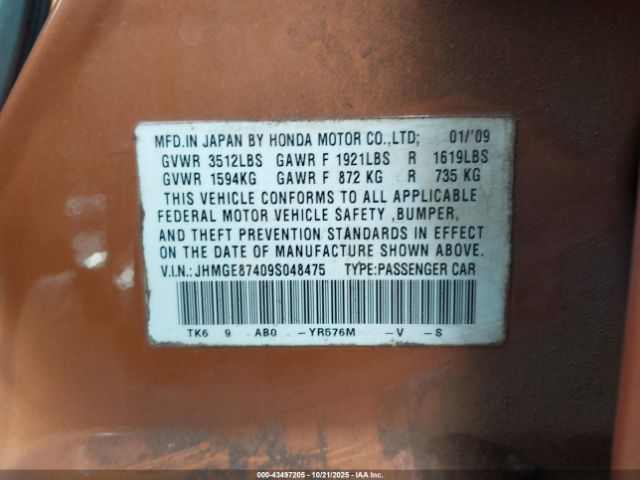 MFD.IN JAPAN BY HONDA MOTOR CO.,LTD; 01/'09
GVWR 3512LBS GAWR F 1921LBS R 1619LBS
GVWR 1594KG GAWR F 872 KG R 735 KG
THIS VEHICLE CONFORMS TO ALL APPLICABLE
FEDERAL MOTOR VEHICLE SAFETY ,BUMPER,
AND THEFT PREVENTION STANDARDS IN EFFECT
ON THE DATE OF MANUFACTURE SHOWN ABOVE.
V.I.N.: JHMGE87409S048475 TYPE:PASSENGER CAR
TK6 9 AB0 -YR576M -V -S
000-43497205 - 10/21/2025 - IAA Inc.